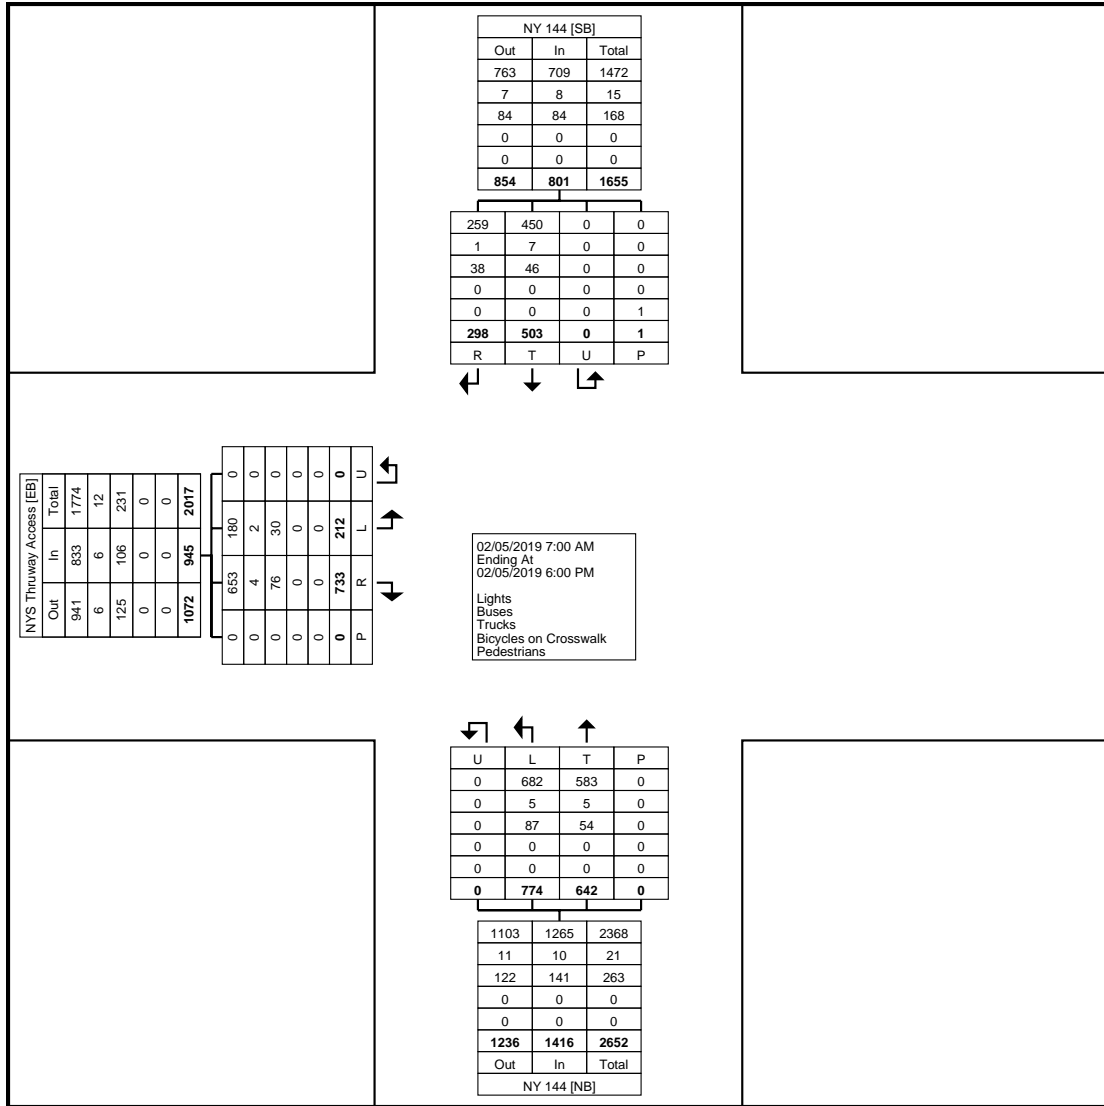 NY 144 [SB]
Out In Total
763 709 1472
7 8 15
84 84 168
0 0 0
0 0 0
854 801 1655
259 450 0 0
1 7 0 0
38 46 0 0
0 0 0 0
0 0 0 1
298 503 0 1
R T U P
NYS Thruway Access [EB]
Out In Total
941 833 1774
6 6 12
125 106 231
0 0 0
0 0 0
1072 945 2017
0 653 180 0
0 4 2 0
0 76 30 0
0 0 0 0
0 0 0 0
0 733 212 0
P R L U
02/05/2019 7:00 AM
Ending At
02/05/2019 6:00 PM
Lights
Buses
Trucks
Bicycles on Crosswalk
Pedestrians
U L T P
0 682 583 0
0 5 5 0
0 87 54 0
0 0 0 0
0 0 0 0
0 774 642 0
1103 1265 2368
11 10 21
122 141 263
0 0 0
0 0 0
1236 1416 2652
Out In Total
NY 144 [NB]